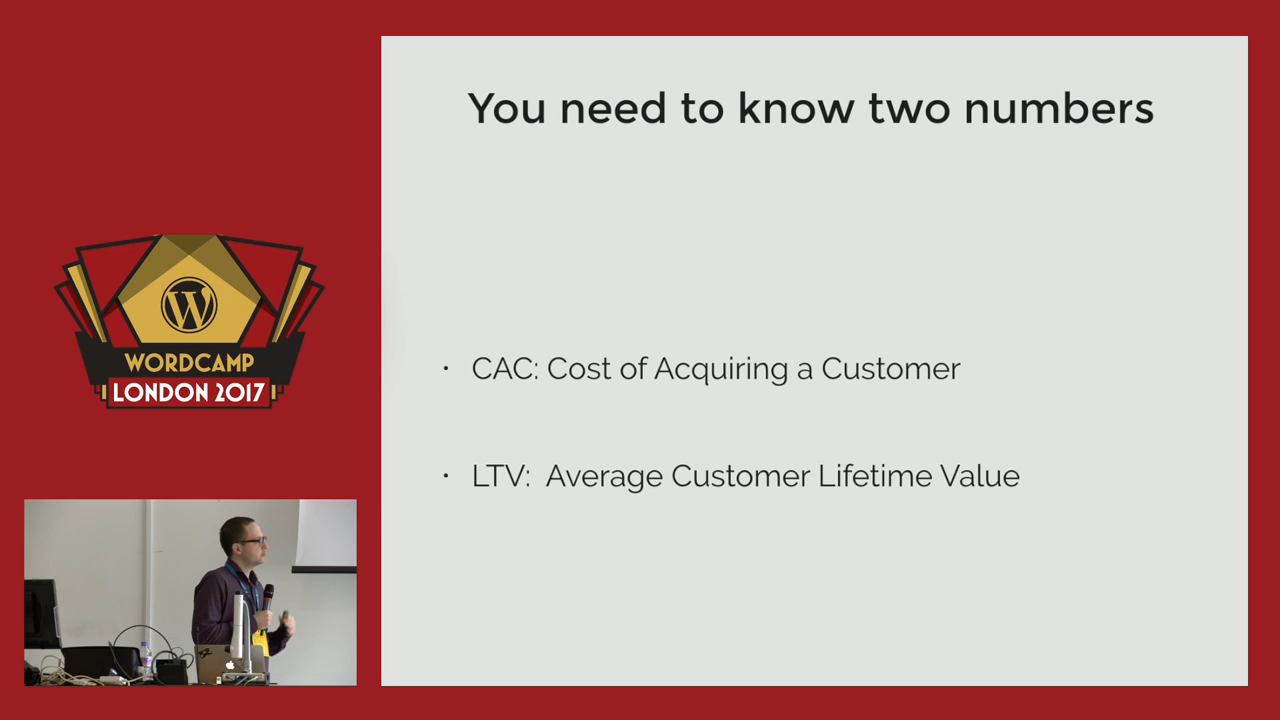 You need to know two numbers
· CAC: Cost of Acquiring a Customer
· LTV:  Average Customer Lifetime Value
W
WORDCAMP
LONDON 2017